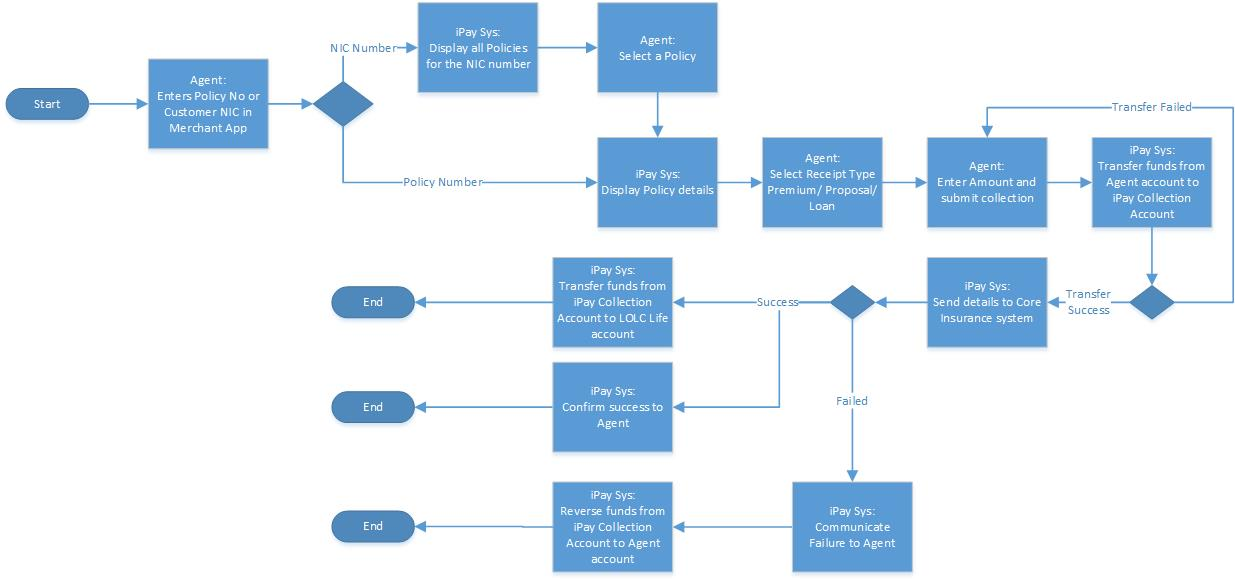 Start
Agent:
Enters Policy No or
Customer NIC in
Merchant App
NIC Number
iPay Sys:
Display all Policies
for the NIC number
Agent:
Select a Policy
Policy Number
iPay Sys:
Display Policy details
Agent:
Select Receipt Type
Premium/ Proposal/
Loan
Agent:
Enter Amount and
submit collection
Transfer Failed
iPay Sys:
Transfer funds from
Agent account to
iPay Collection
Account
Transfer
Success
iPay Sys:
Send details to Core
Insurance system
Success
iPay Sys:
Transfer funds from
iPay Collection
Account to LOLC Life
account
End
iPay Sys:
Confirm success to
Agent
End
Failed
iPay Sys:
Communicate
Failure to Agent
iPay Sys:
Reverse funds from
iPay Collection
Account to Agent
account
End